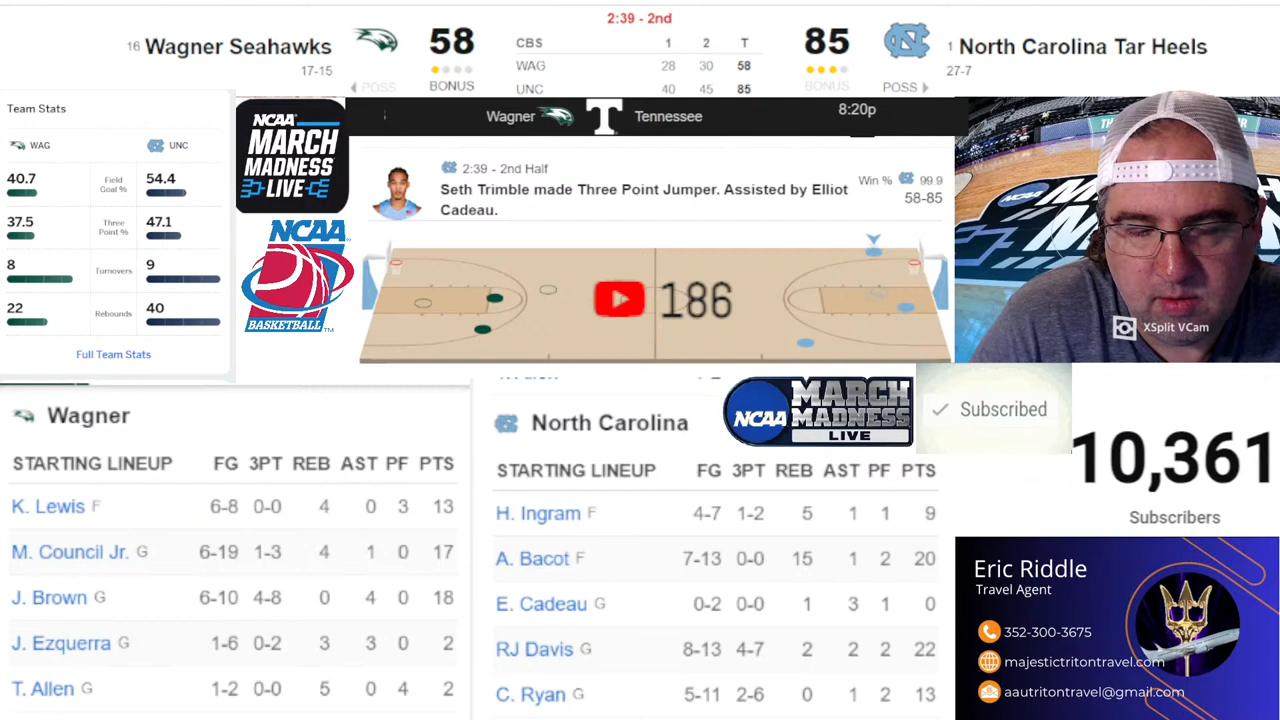 2:39 - 2nd
16 Wagner Seahawks
17-15
58
POSS
BONUS
CBS 1 2 T
WAG 28 30 58
UNC 40 45 85
85
BONUS
POSS
1 North Carolina Tar Heels
27-7
Team Stats
WAG UNC
40.7 Field Goal % 54.4
37.5 Three Point % 47.1
8 Turnovers 9
22 Rebounds 40
Full Team Stats
NCAA
MARCH
MADNESS
LIVE
NCAA
BASKETBALL™
Wagner T Tennessee 8:20p
2:39 - 2nd Half
Seth Trimble made Three Point Jumper. Assisted by Elliot
Cadeau.
Win % 99.9
58-85
186
XSplit VCam
Wagner
STARTING LINEUP FG 3PT REB AST PF PTS
K. Lewis F 6-8 0-0 4 0 3 13
M. Council Jr. G 6-19 1-3 4 1 0 17
J. Brown G 6-10 4-8 0 4 0 18
J. Ezquerra G 1-6 0-2 3 3 0 2
T. Allen G 1-2 0-0 5 0 4 2
North Carolina
STARTING LINEUP FG 3PT REB AST PF PTS
H. Ingram F 4-7 1-2 5 1 1 9
A. Bacot F 7-13 0-0 15 1 2 20
E. Cadeau G 0-2 0-0 1 3 1 0
RJ Davis G 8-13 4-7 2 2 2 22
C. Ryan G 5-11 2-6 0 1 2 13
NCAA
MARCH
MADNESS
LIVE
Subscribed
10,361
Subscribers
Eric Riddle
Travel Agent
352-300-3675
majestictritontravel.com
aautritontravel@gmail.com